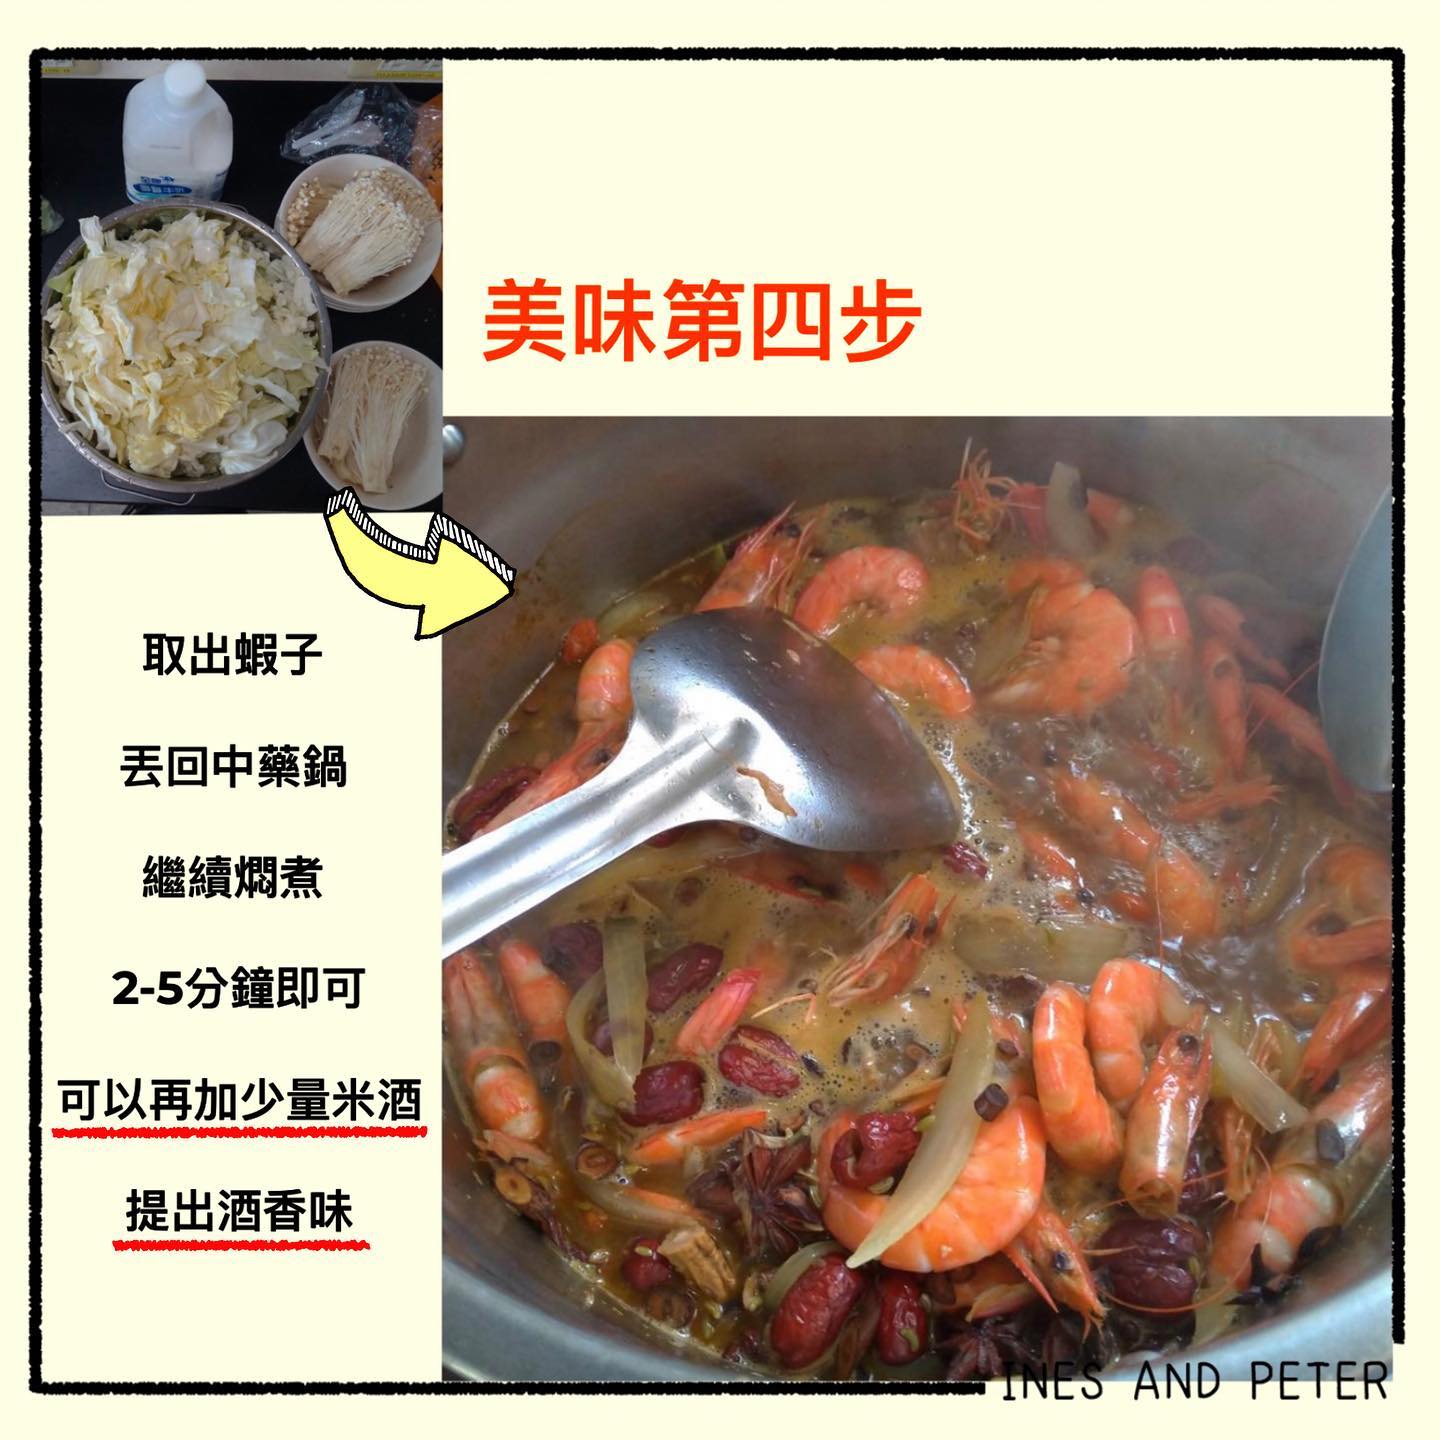 美味第四步
取出蝦子
丟回中藥鍋
繼續燜煮
2-5分鐘即可
可以再加少量米酒
提出酒香味
INES AND PETER